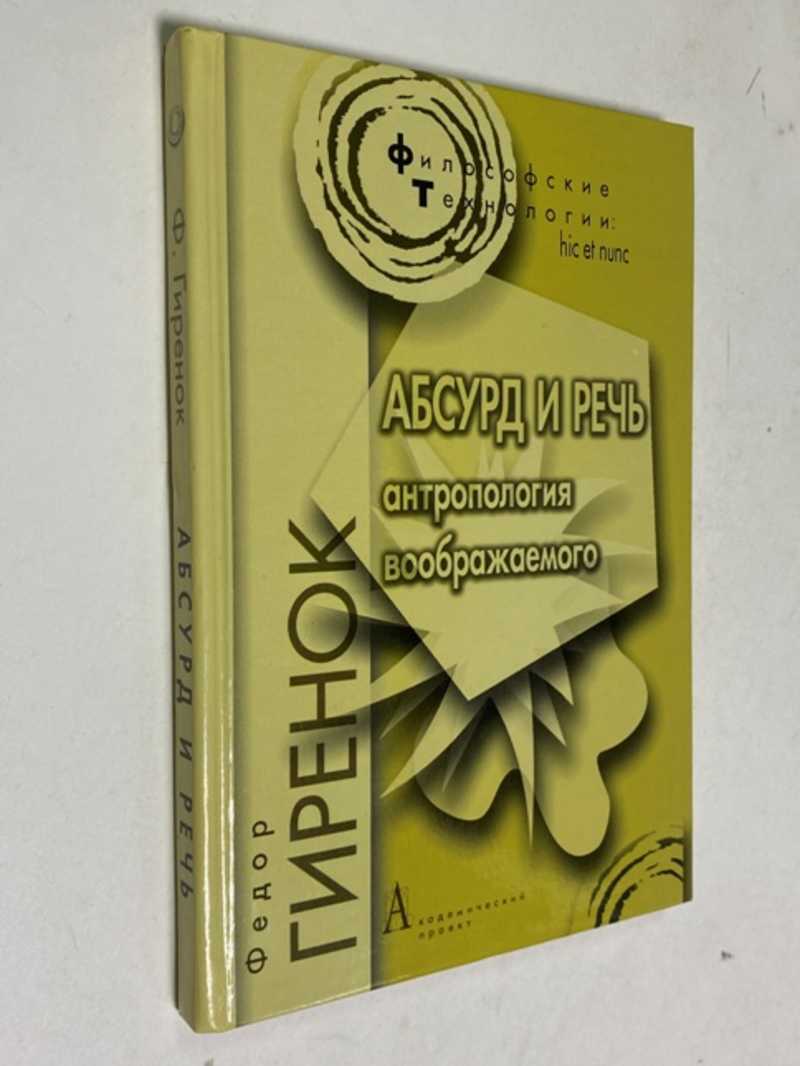 Философские
Технологии:
hic et nunc
АБСУРД И РЕЧЬ
антропология
воображаемого
Федор
ГИРЕНОК
Академический
проект
Ф. Гиренок АБСУРД И РЕЧЬ